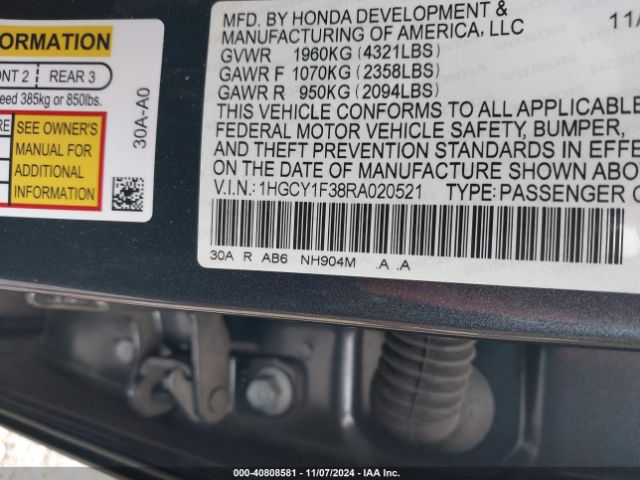 ORMATION
ONT 2 | REAR 3
eed 385kg or 850lbs.
RE
SEE OWNER'S
MANUAL FOR
ADDITIONAL
INFORMATION
30A-A0
MFD. BY HONDA DEVELOPMENT &
MANUFACTURING OF AMERICA, LLC
11/
GVWR 1960KG (4321LBS)
GAWR F 1070KG (2358LBS)
GAWR R 950KG (2094LBS)
THIS VEHICLE CONFORMS TO ALL APPLICABLE
FEDERAL MOTOR VEHICLE SAFETY, BUMPER,
AND THEFT PREVENTION STANDARDS IN EFFE
ON THE DATE OF MANUFACTURE SHOWN ABO
V.I.N.: 1HGCY1F38RA020521 TYPE: PASSENGER C
30A R AB6 NH904M .A .A
000-40808581 | 11/07/2024 | IAA Inc.